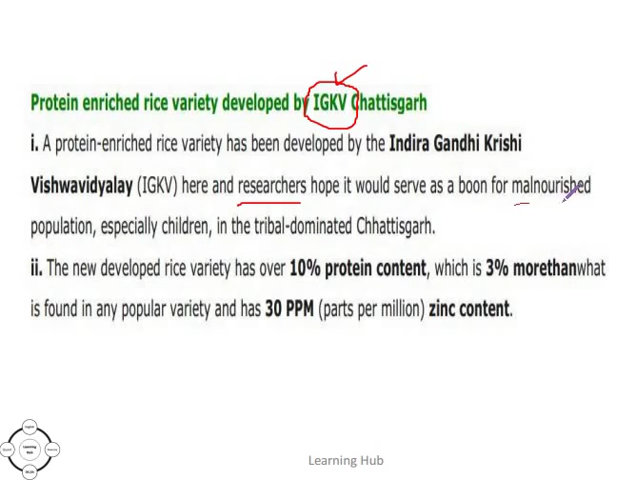 Protein enriched rice variety developed by IGKV Chattisgarh
i. A protein-enriched rice variety has been developed by the Indira Gandhi Krishi
Vishwavidyalay (IGKV) here and researchers hope it would serve as a boon for malnourished
population, especially children, in the tribal-dominated Chhattisgarh.
ii. The new developed rice variety has over 10% protein content, which is 3% morethanwhat
is found in any popular variety and has 30 PPM (parts per million) zinc content.
Learning Hub
Learning
Hub